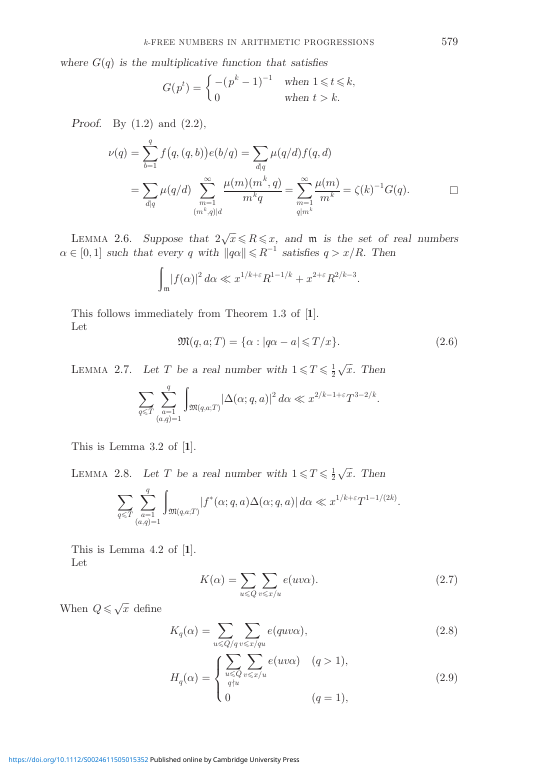 k-FREE NUMBERS IN ARITHMETIC PROGRESSIONS 579
where G(q) is the multiplicative function that satisfies
G(p^t) = { −(p^k − 1)^{−1} when 1 ⩽ t ⩽ k,
0 when t > k.
Proof. By (1.2) and (2.2),
ν(q) = ∑_{b=1}^{q} f(q, (q, b))e(b/q) = ∑_{d|q} μ(q/d)f(q, d)
= ∑_{d|q} μ(q/d) ∑_{m=1, (m^k,q)|d}^{∞} μ(m)(m^k, q)/(m^k q) = ∑_{m=1, q|m^k}^{∞} μ(m)/m^k = ζ(k)^{−1}G(q). □
LEMMA 2.6. Suppose that 2√x ⩽ R ⩽ x, and 𝔪 is the set of real numbers
α ∈ [0, 1] such that every q with ‖qα‖ ⩽ R^{−1} satisfies q > x/R. Then
∫_𝔪 |f(α)|² dα ≪ x^{1/k+ε}R^{1−1/k} + x^{2+ε}R^{2/k−3}.
This follows immediately from Theorem 1.3 of [1].
Let
𝔐(q, a; T) = {α : |qα − a| ⩽ T/x}. (2.6)
LEMMA 2.7. Let T be a real number with 1 ⩽ T ⩽ ½√x. Then
∑_{q⩽T} ∑_{a=1, (a,q)=1}^{q} ∫_{𝔐(q,a;T)} |Δ(α; q, a)|² dα ≪ x^{2/k−1+ε}T^{3−2/k}.
This is Lemma 3.2 of [1].
LEMMA 2.8. Let T be a real number with 1 ⩽ T ⩽ ½√x. Then
∑_{q⩽T} ∑_{a=1, (a,q)=1}^{q} ∫_{𝔐(q,a;T)} |f*(α; q, a)Δ(α; q, a)| dα ≪ x^{1/k+ε}T^{1−1/(2k)}.
This is Lemma 4.2 of [1].
Let
K(α) = ∑_{u⩽Q} ∑_{v⩽x/u} e(uvα). (2.7)
When Q ⩽ √x define
K_q(α) = ∑_{u⩽Q/q} ∑_{v⩽x/qu} e(quvα), (2.8)
H_q(α) = { ∑_{u⩽Q, q∤u} ∑_{v⩽x/u} e(uvα) (q > 1),
0 (q = 1), (2.9)
https://doi.org/10.1112/S0024611505015352 Published online by Cambridge University Press